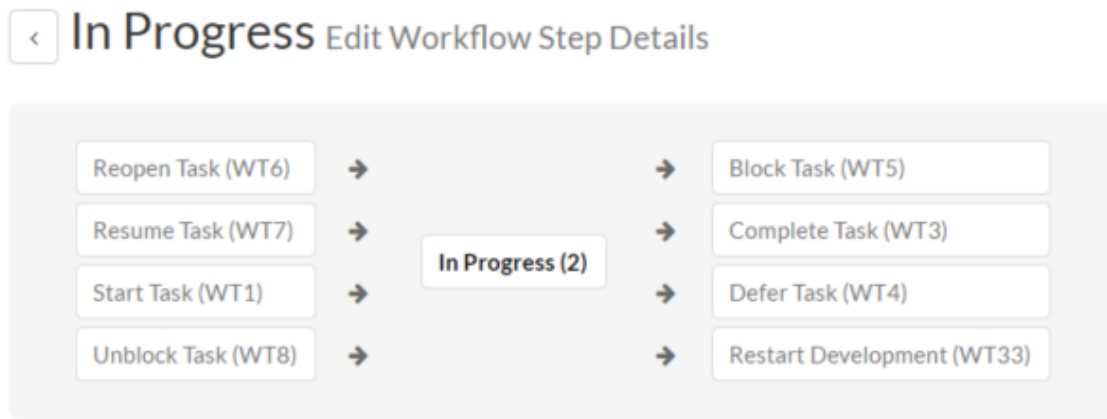 In Progress Edit Workflow Step Details
Reopen Task (WT6)
Block Task (WT5)
Resume Task (WT7)
Complete Task (WT3)
In Progress (2)
Start Task (WT1)
Defer Task (WT4)
Unblock Task (WT8)
Restart Development (WT33)